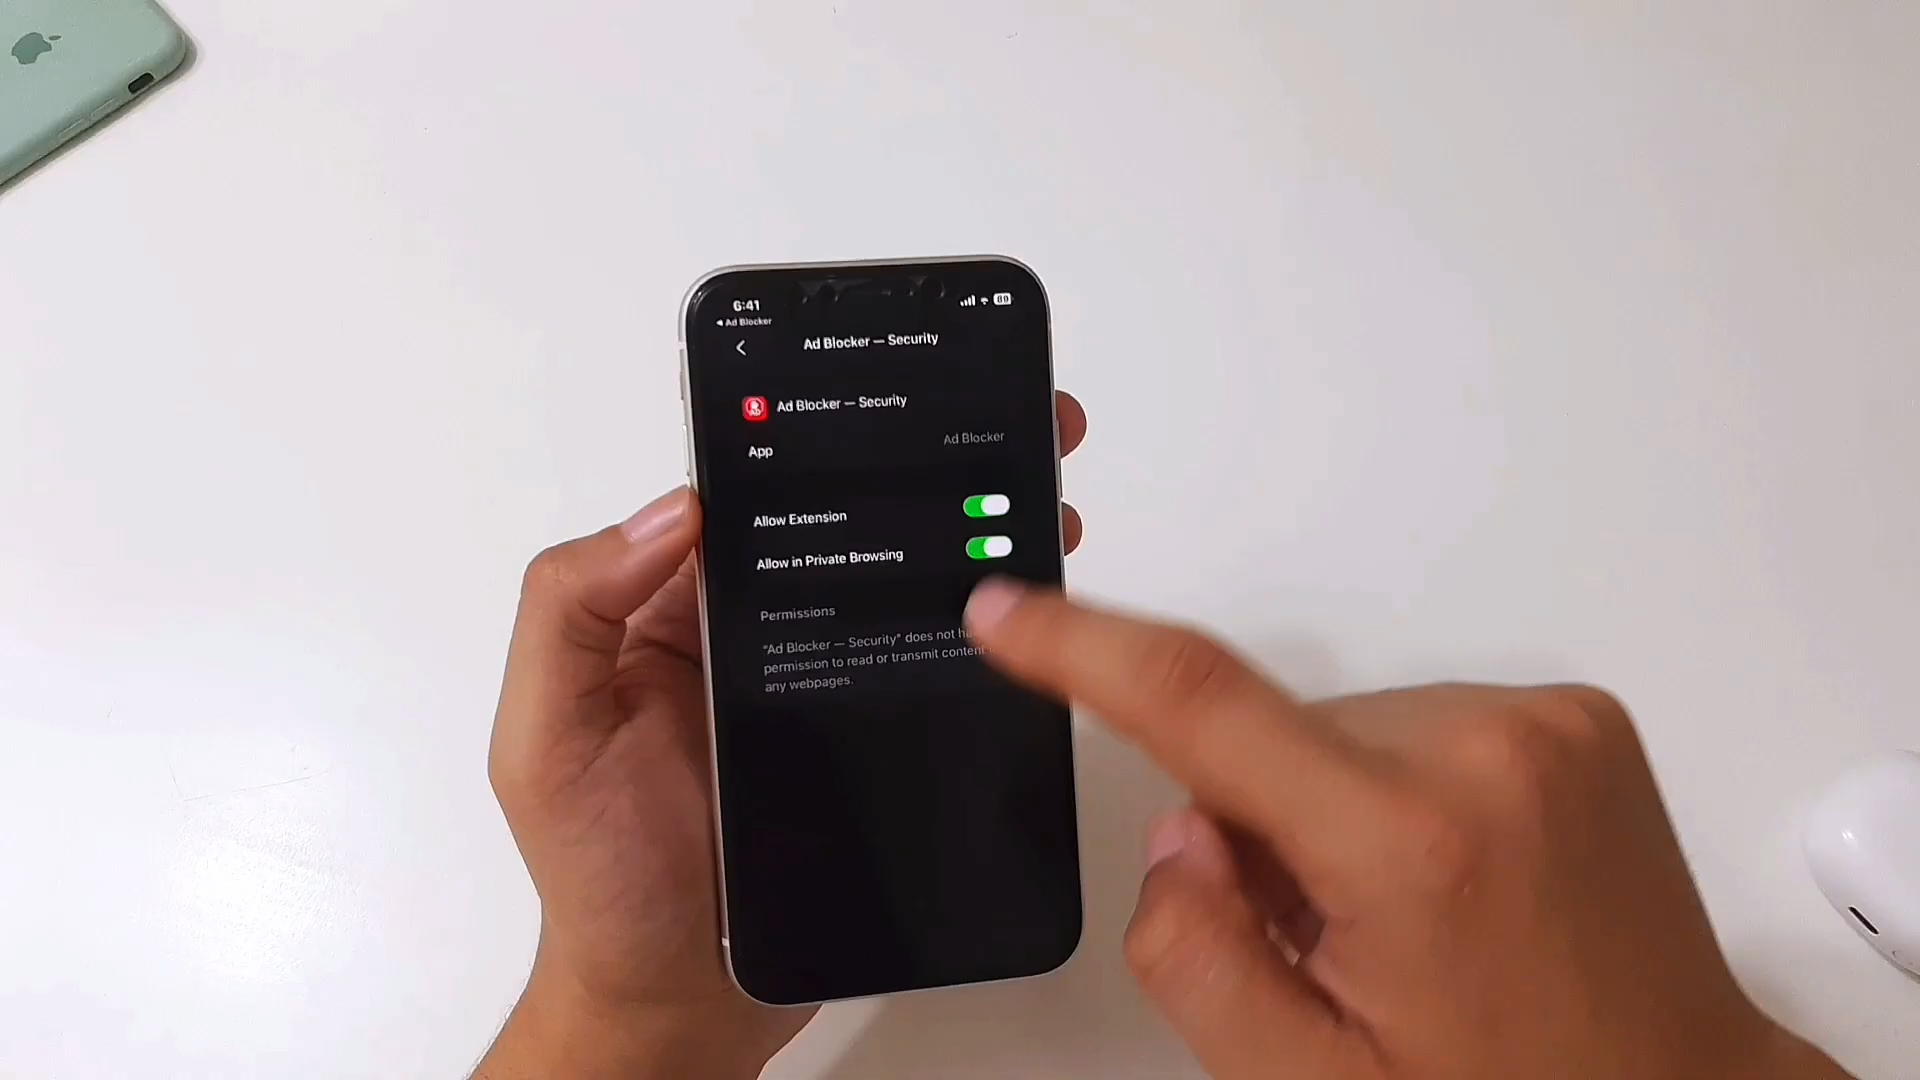 6:41
89
Ad Blocker
Ad Blocker — Security
Ad Blocker — Security
App
Ad Blocker
Allow Extension
Allow in Private Browsing
Permissions
"Ad Blocker — Security" does not
permission to read or transmit content
any webpages.